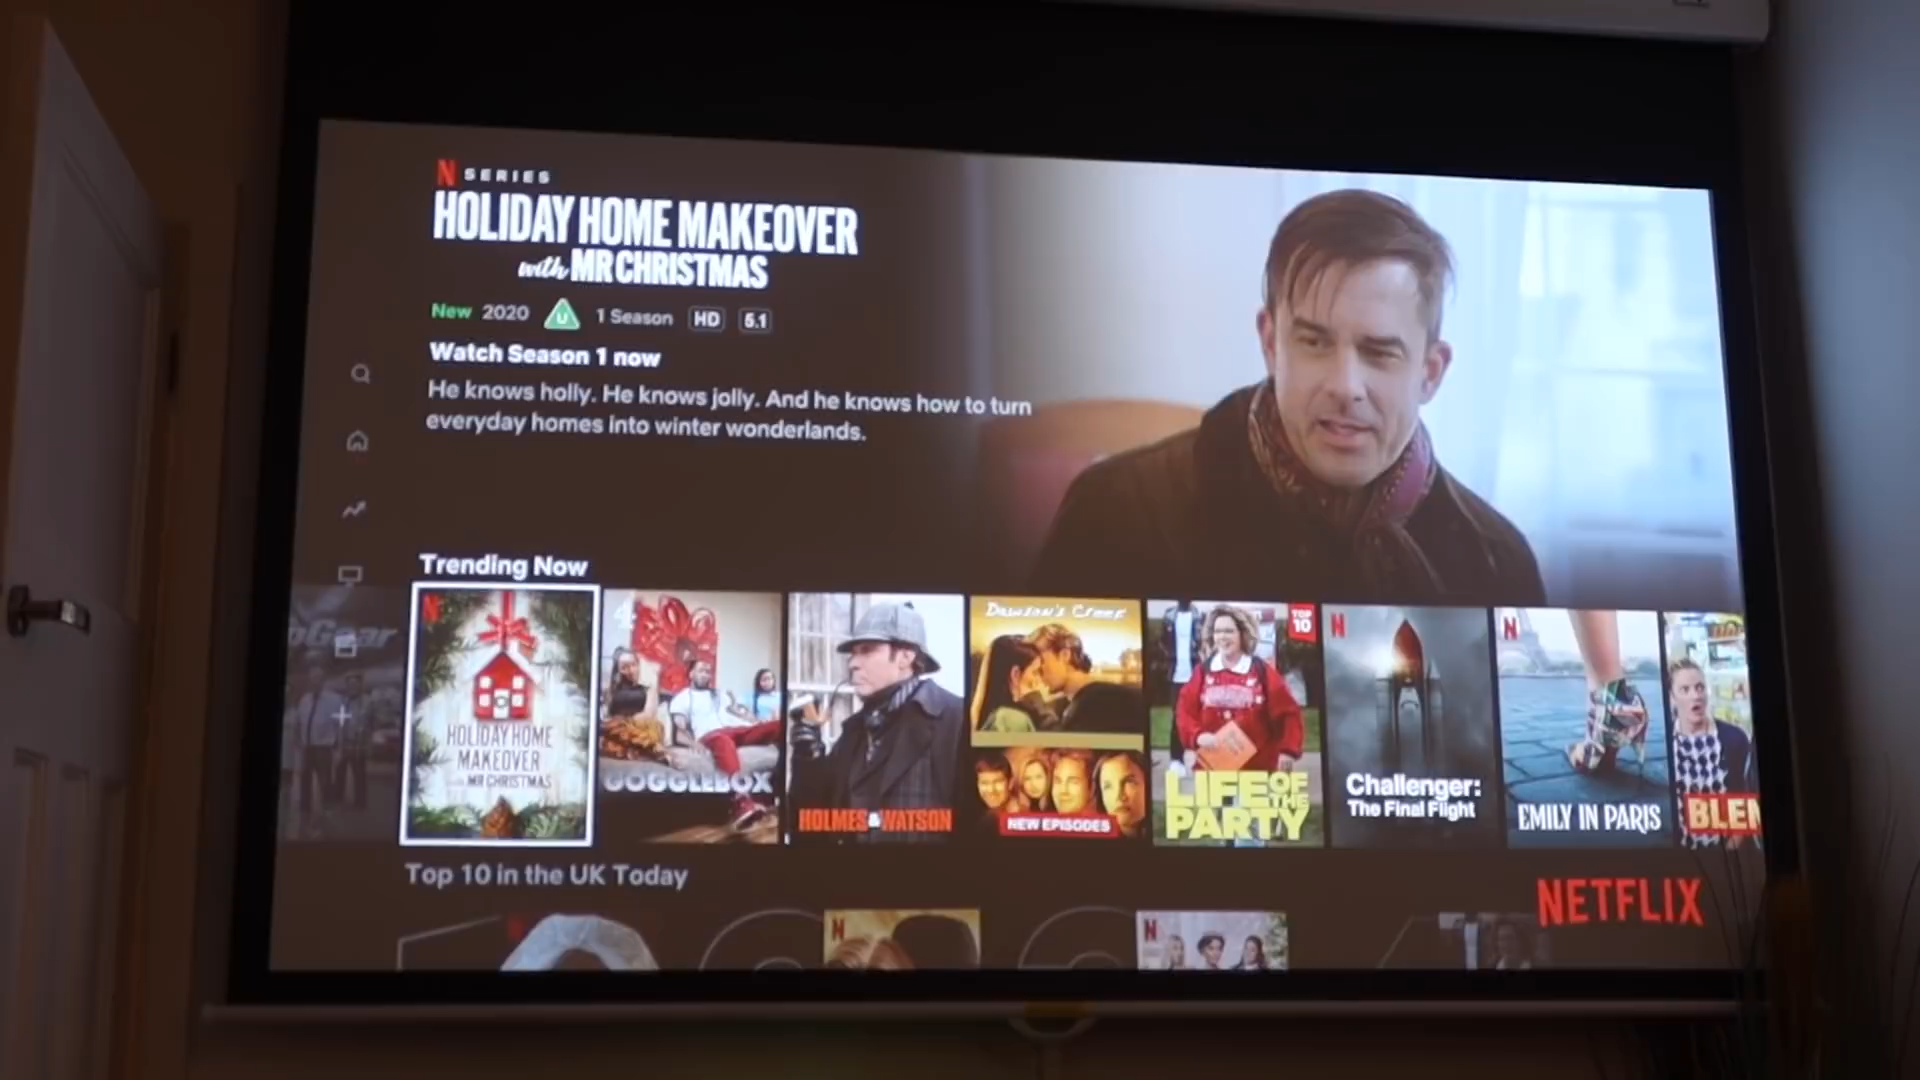 N SERIES
HOLIDAY HOME MAKEOVER
with MR CHRISTMAS
New 2020 U 1 Season HD 5.1
Watch Season 1 now
He knows holly. He knows jolly. And he knows how to turn
everyday homes into winter wonderlands.
Trending Now
N
HOLIDAY HOME
MAKEOVER
MR CHRISTMAS
4
GOGGLEBOX
HOLMES & WATSON
DAWSON'S CREEK
NEW EPISODES
TOP
10
LIFE OF THE
PARTY
N
Challenger:
The Final Flight
N
EMILY IN PARIS
BLEN
Top 10 in the UK Today
NETFLIX
N
N